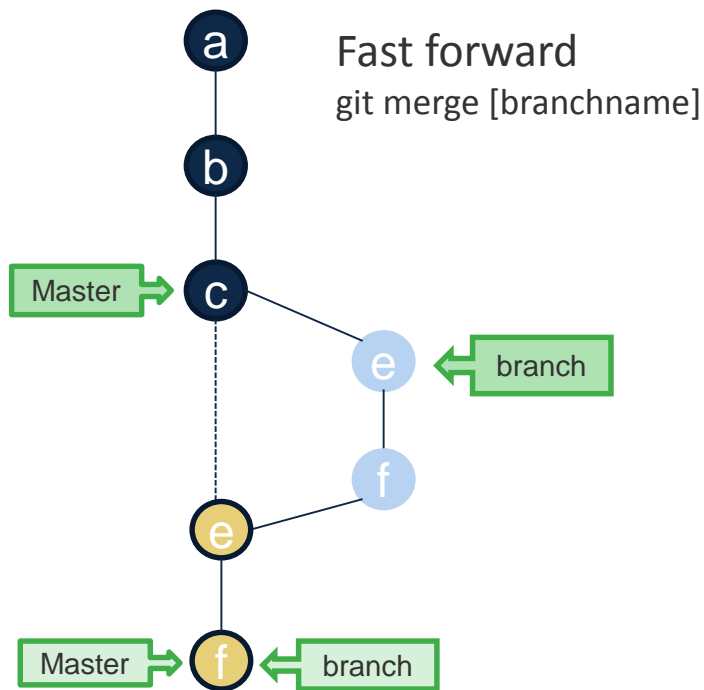 a
Fast forward
git merge [branchname]
b
Master
c
e
branch
f
e
Master
f
branch